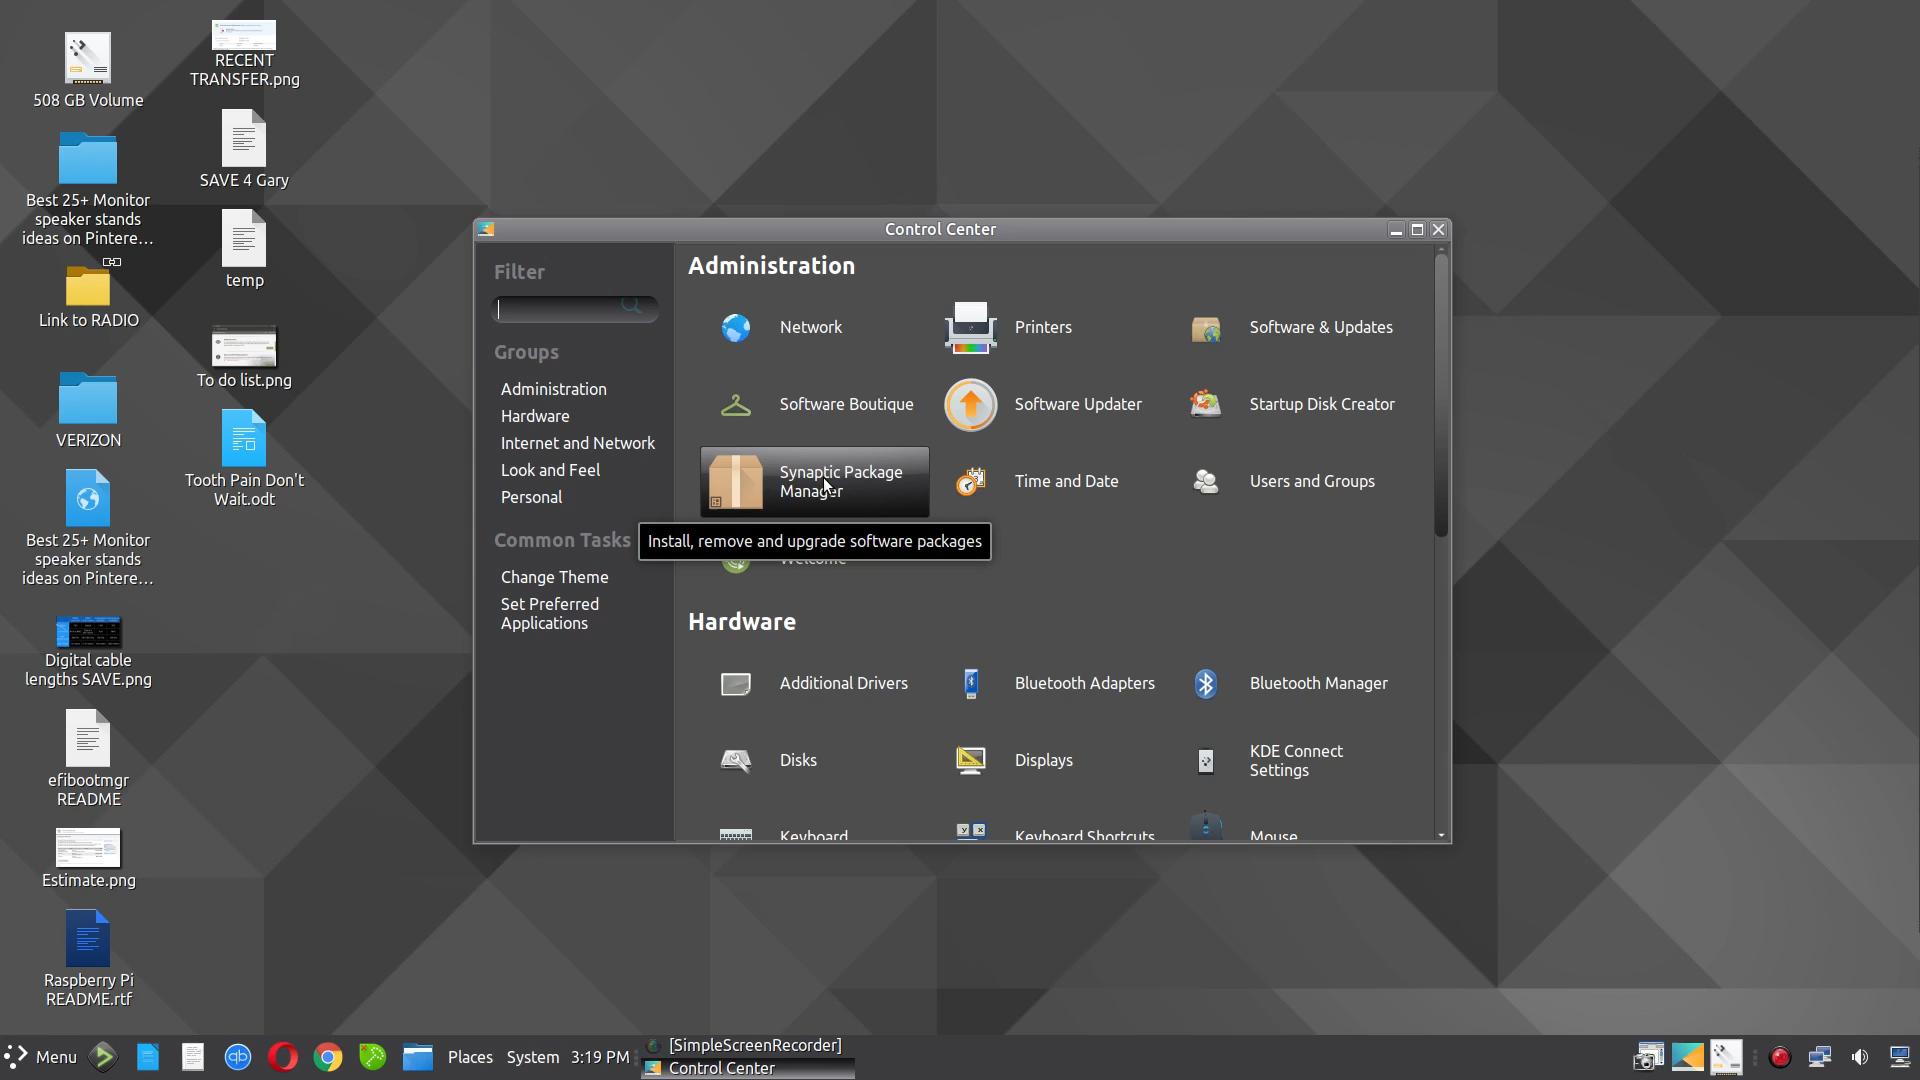 508 GB Volume
Best 25+ Monitor
speaker stands
ideas on Pintere...
Link to RADIO
VERIZON
Best 25+ Monitor
speaker stands
ideas on Pintere...
Digital cable
lengths SAVE.png
efibootmgr
README
Estimate.png
Raspberry Pi
README.rtf
RECENT
TRANSFER.png
SAVE 4 Gary
temp
To do list.png
Tooth Pain Don't
Wait.odt
Control Center
Filter
Groups
Administration
Hardware
Internet and Network
Look and Feel
Personal
Common Tasks
Change Theme
Set Preferred
Applications
Administration
Network
Printers
Software & Updates
Software Boutique
Software Updater
Startup Disk Creator
Synaptic Package
Manager
Time and Date
Users and Groups
Install, remove and upgrade software packages
Welcome
Hardware
Additional Drivers
Bluetooth Adapters
Bluetooth Manager
Disks
Displays
KDE Connect
Settings
Keyboard
Keyboard Shortcuts
Mouse
Menu
Places
System
3:19 PM
[SimpleScreenRecorder]
Control Center